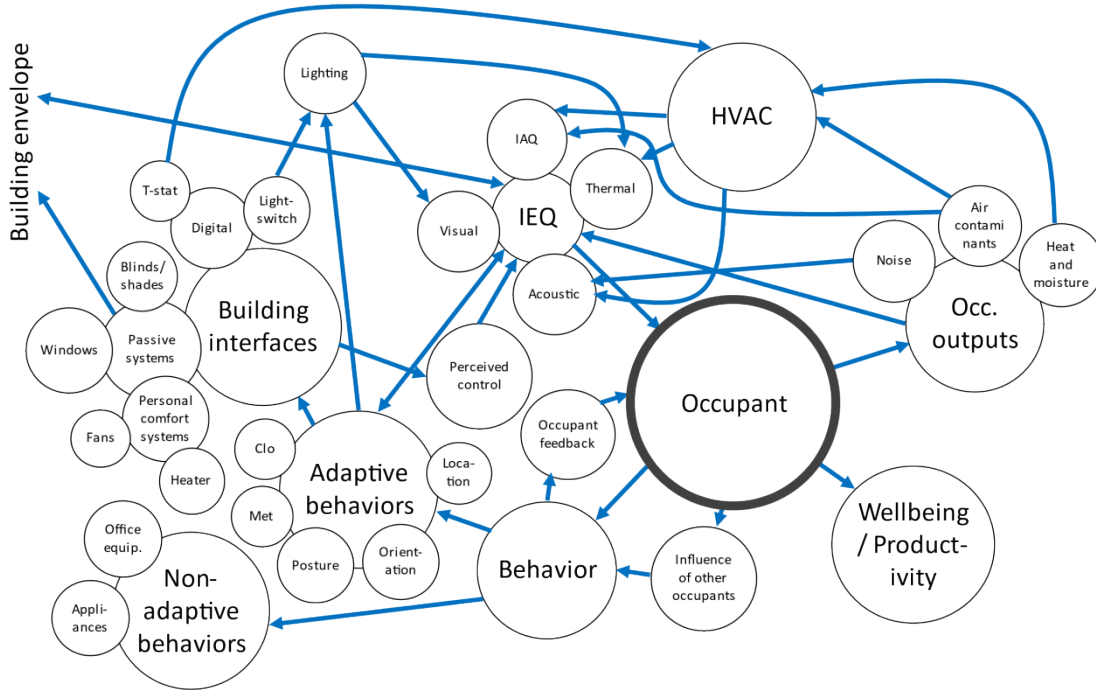 Building envelope
Lighting
HVAC
IAQ
Thermal
T-stat
Light-
switch
Digital
Visual
IEQ
Air
contami
nants
Noise
Heat and
moisture
Blinds/
shades
Acoustic
Occ.
outputs
Building
interfaces
Windows
Passive
systems
Perceived
control
Occupant
Personal
comfort
systems
Fans
Heater
Occupant
feedback
Clo
Loca-
tion
Adaptive
behaviors
Met
Posture
Orient-
ation
Wellbeing
/ Product-
ivity
Office
equip.
Behavior
Influence
of other
occupants
Appli-
ances
Non-
adaptive
behaviors